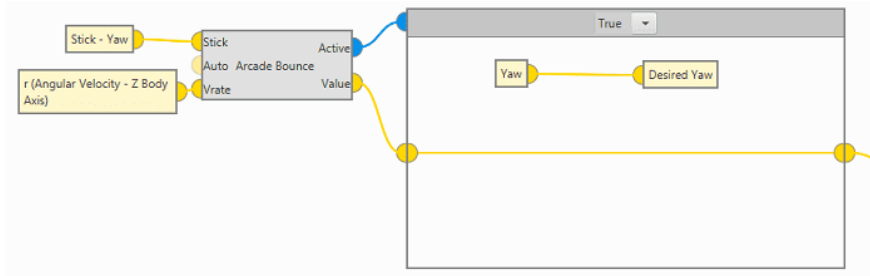 True
Stick - Yaw
Stick
Active
Auto Arcade Bounce
r (Angular Velocity - Z Body
Axis)
Vrate
Value
Yaw
Desired Yaw